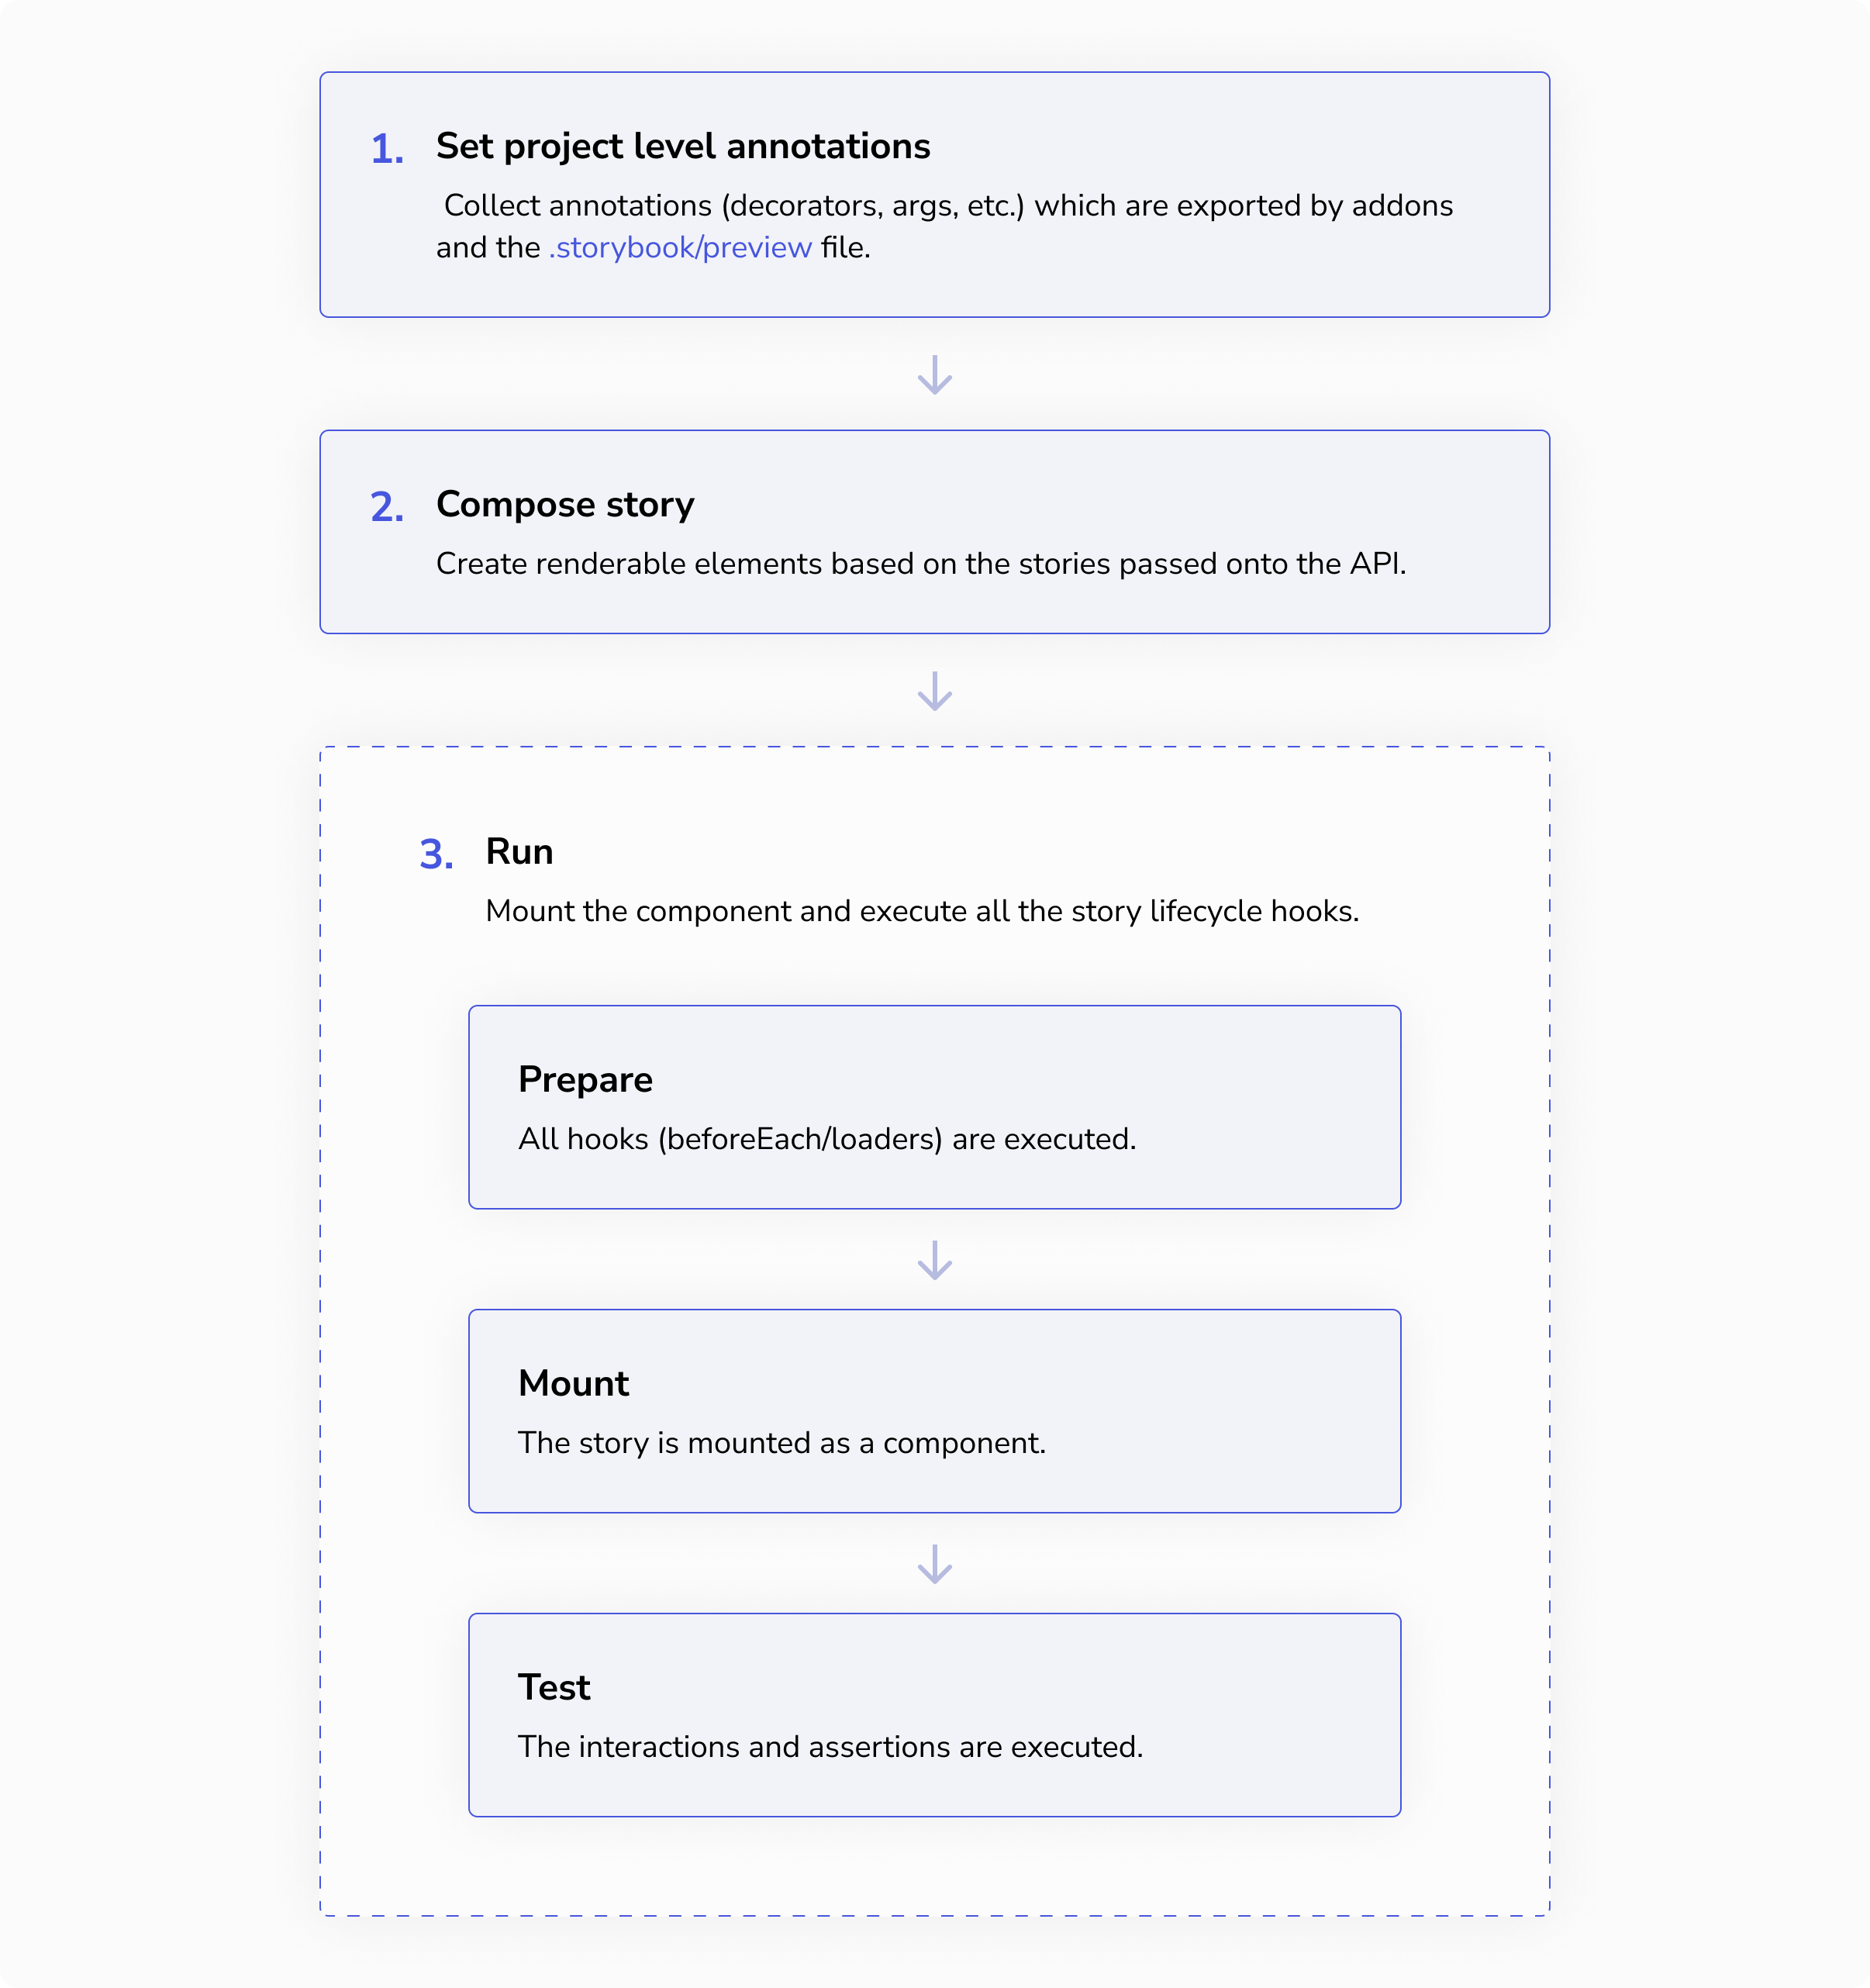 1. Set project level annotations
Collect annotations (decorators, args, etc.) which are exported by addons
and the .storybook/preview file.
2. Compose story
Create renderable elements based on the stories passed onto the API.
3. Run
Mount the component and execute all the story lifecycle hooks.
Prepare
All hooks (beforeEach/loaders) are executed.
Mount
The story is mounted as a component.
Test
The interactions and assertions are executed.